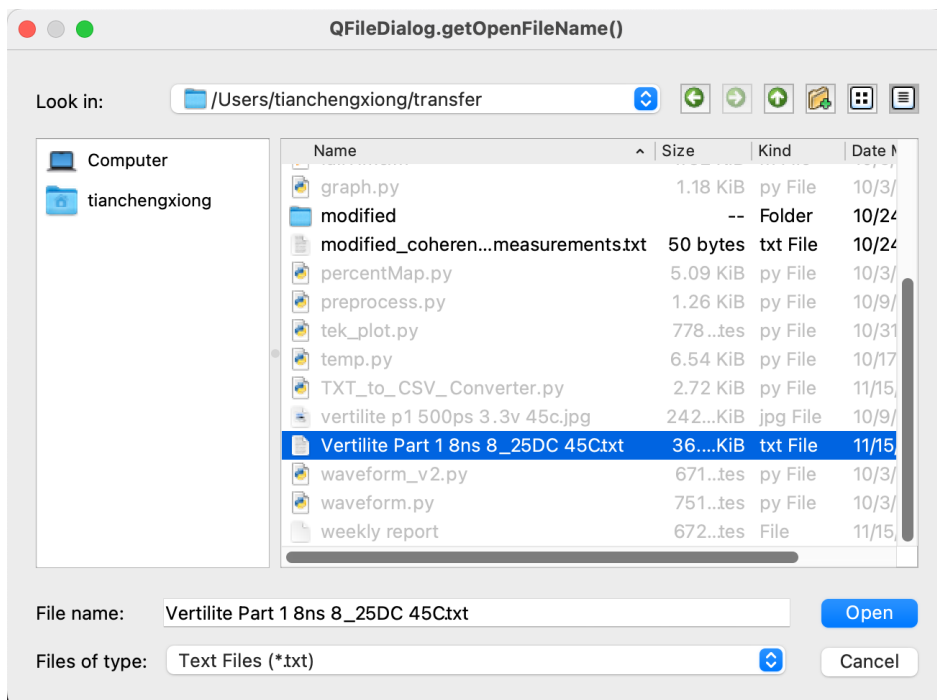 QFileDialog.getOpenFileName()
Look in: /Users/tianchengxiong/transfer
Computer
tianchengxiong
Name Size Kind Date M
graph.py 1.18 KiB py File 10/3/
modified -- Folder 10/24
modified_coheren...measurements.txt 50 bytes txt File 10/24
percentMap.py 5.09 KiB py File 10/3/
preprocess.py 1.26 KiB py File 10/9/
tek_plot.py 778...tes py File 10/31
temp.py 6.54 KiB py File 10/17
TXT_to_CSV_Converter.py 2.72 KiB py File 11/15,
vertilite p1 500ps 3.3v 45c.jpg 242...KiB jpg File 10/9/
Vertilite Part 1 8ns 8_25DC 45C.txt 36....KiB txt File 11/15,
waveform_v2.py 671...tes py File 10/3/
waveform.py 751...tes py File 10/3/
weekly report 672...tes File 11/15,
File name: Vertilite Part 1 8ns 8_25DC 45C.txt Open
Files of type: Text Files (*.txt) Cancel